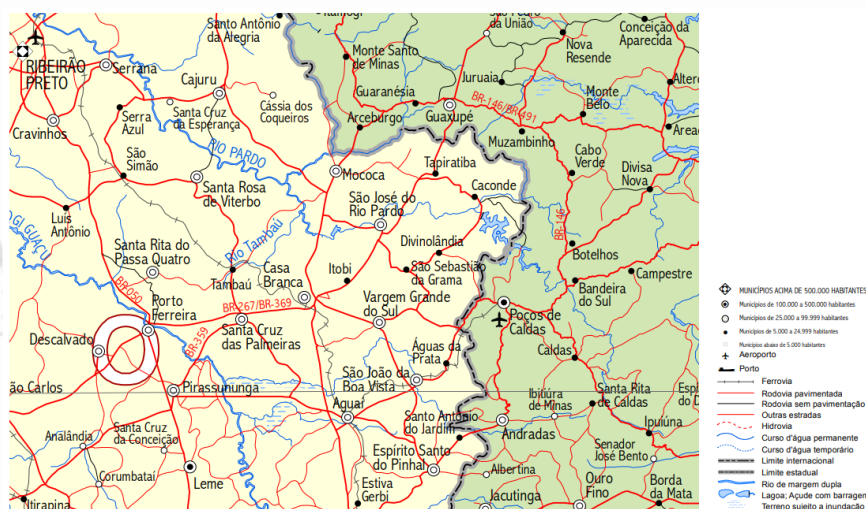 Santo Antônio
da Alegria
da União
Conceição da
Aparecida
Monte Santo
de Minas
Nova
Resende
RIBEIRÃO
PRETO
Serrana
Cajuru
Juruaia
Guaranésia
BR-146/BR-491
Monte
Belo
Serra
Azul
Santa Cruz
da Esperança
Cássia dos
Coqueiros
Arceburgo
Guaxupé
Cravinhos
Muzambinho
São
Simão
RIO PARDO
Mococa
Tapiratiba
Cabo
Verde
Divisa
Nova
Santa Rosa
de Viterbo
Caconde
São José do
Rio Pardo
BR-146
Luís
Antônio
Rio Tambaú
Divinolândia
Botelhos
Santa Rita do
Passa Quatro
Tambaú
Casa
Branca
Itobi
São Sebastião
da Grama
Bandeira
do Sul
Campestre
BR-050
Porto
Ferreira
BR-267/BR-369
Vargem Grande
do Sul
Poços de
Caldas
Descalvado
BR-359
Santa Cruz
das Palmeiras
Águas da
Prata
Caldas
ão Carlos
Pirassununga
São João da
Boa Vista
Ibitiúra
de Minas
Santa Rita
de Caldas
Aguaí
Santo Antônio
do Jardim
Ipuiúna
Analândia
Santa Cruz
da Conceição
Andradas
Senador
José Bento
Espírito Santo
do Pinhal
Albertina
Corumbataí
Leme
Estiva
Gerbi
Jacutinga
Ouro
Fino
Borda
da Mata
Itirapina
MUNICÍPIOS ACIMA DE 500.000 HABITANTES
Municípios de 100.000 a 500.000 habitantes
Municípios de 25.000 a 99.999 habitantes
Municípios de 5.000 a 24.999 habitantes
Municípios abaixo de 5.000 habitantes
Aeroporto
Porto
Ferrovia
Rodovia pavimentada
Rodovia sem pavimentação
Outras estradas
Hidrovia
Curso d'água permanente
Curso d'água temporário
Limite internacional
Limite estadual
Rio de margem dupla
Lagoa; Açude com barragem
Terreno sujeito a inundação